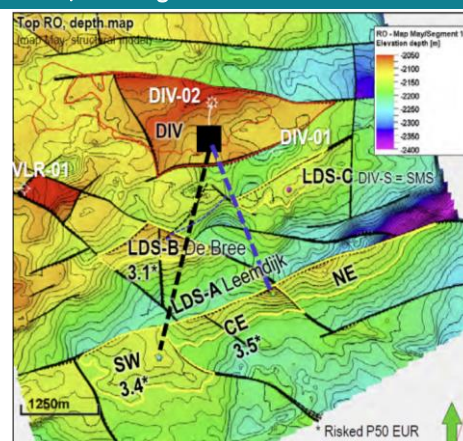 Top RO, depth map
(map May, structural model)
RO - Map May/Segment 1
Elevation depth [m]
-2050
-2100
-2150
-2200
-2250
-2300
-2350
-2400
DIV-02
DIV
DIV-01
VLR-01
LDS-C DIV-S = SMS
LDS-B De Bree
3.1*
LDS-A Leemdijk
NE
CE
3.5*
SW
3.4*
1250m
* Risked P50 EUR